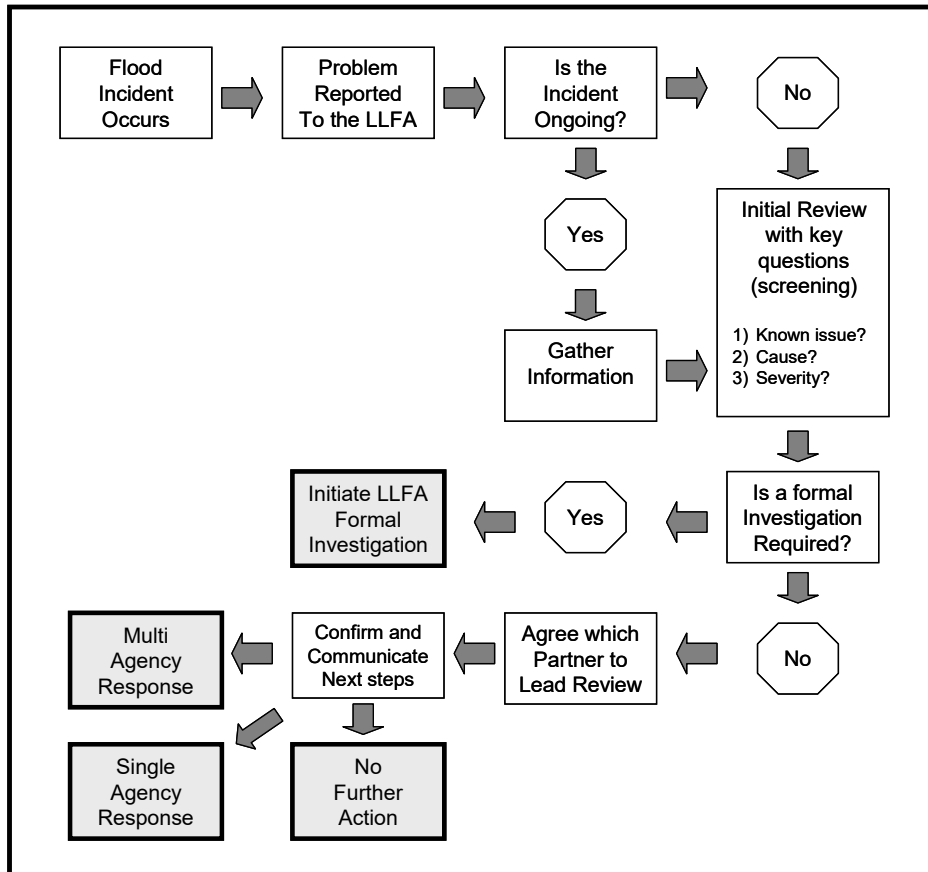 Flood
Incident
Occurs
Problem
Reported
To the LLFA
Is the
Incident
Ongoing?
No
Yes
Initial Review
with key
questions
(screening)
1) Known issue?
2) Cause?
3) Severity?
Gather
Information
Is a formal
Investigation
Required?
Yes
Initiate LLFA
Formal
Investigation
No
Agree which
Partner to
Lead Review
Confirm and
Communicate
Next steps
Multi
Agency
Response
Single
Agency
Response
No
Further
Action